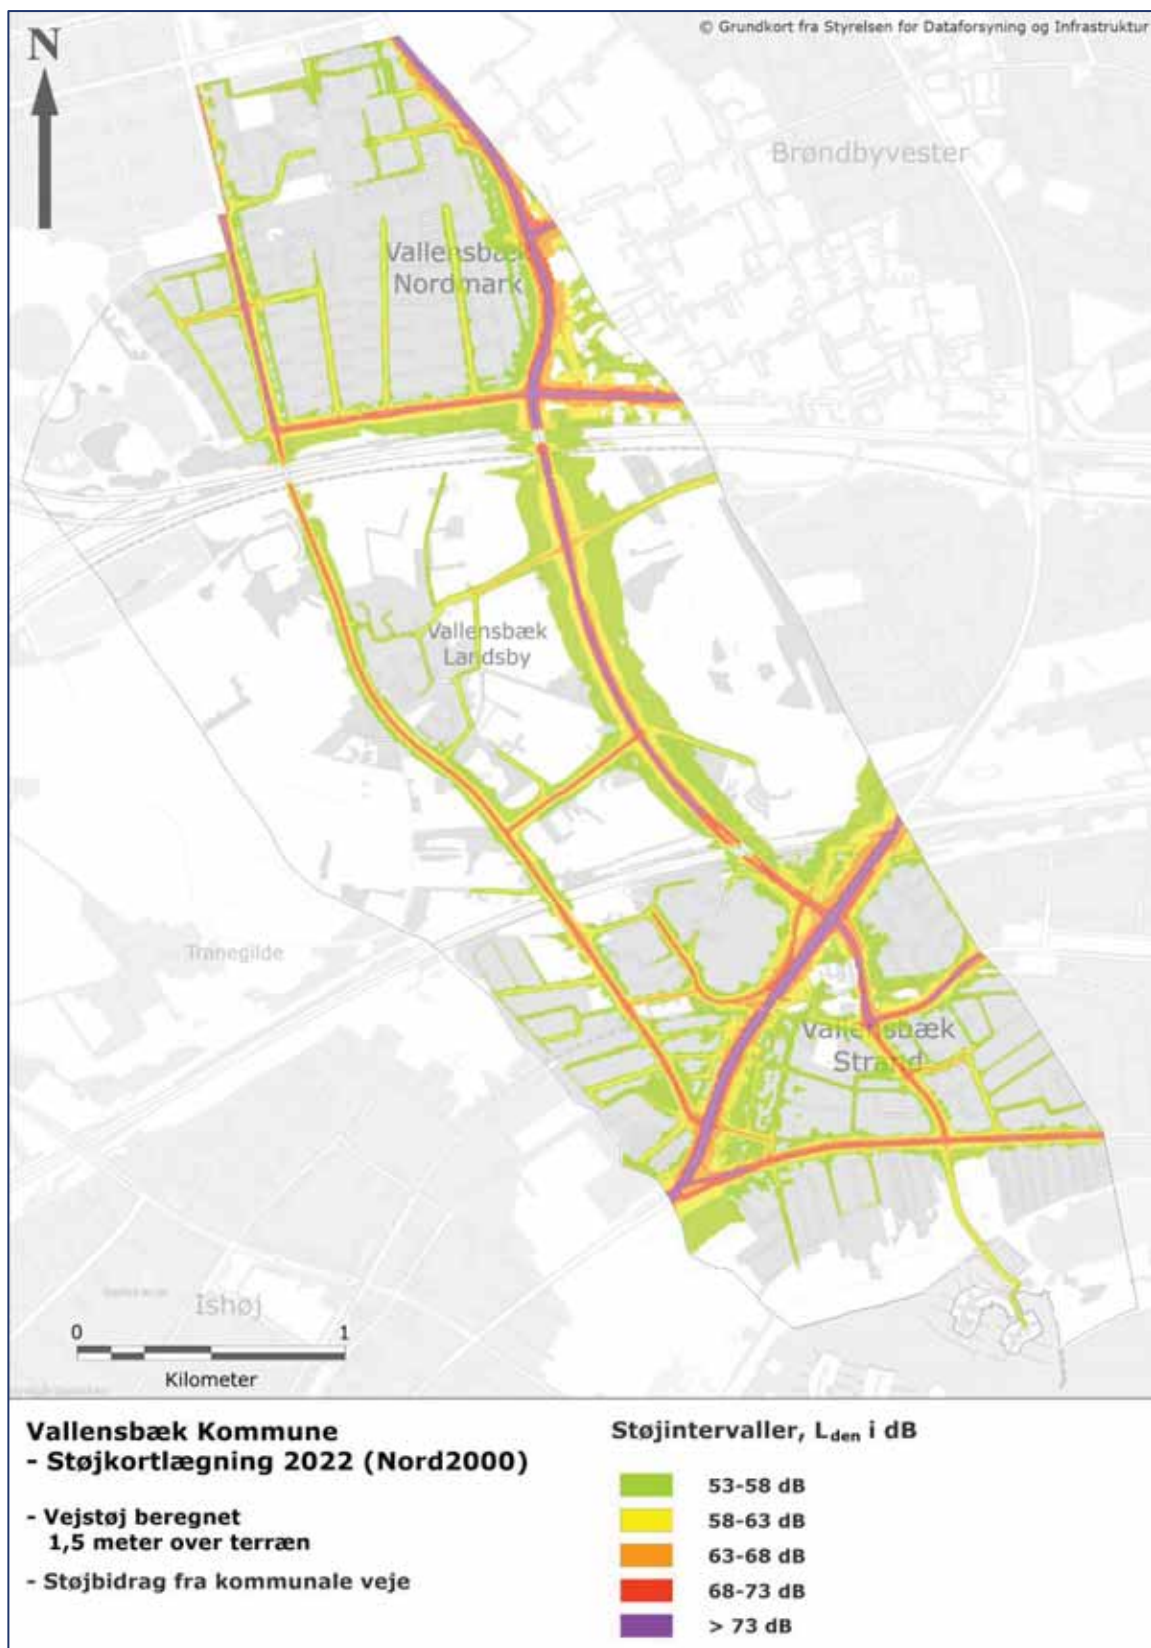 © Grundkort fra Styrelsen for Dataforsyning og Infrastruktur
N
Brøndbyvester
Vallensbæk
Nordmark
Vallensbæk
Landsby
Tranegilde
Vallensbæk
Strand
Ishøj
0 1
Kilometer
Vallensbæk Kommune
- Støjkortlægning 2022 (Nord2000)
- Vejstøj beregnet
1,5 meter over terræn
- Støjbidrag fra kommunale veje
Støjintervaller, Lden i dB
53-58 dB
58-63 dB
63-68 dB
68-73 dB
> 73 dB